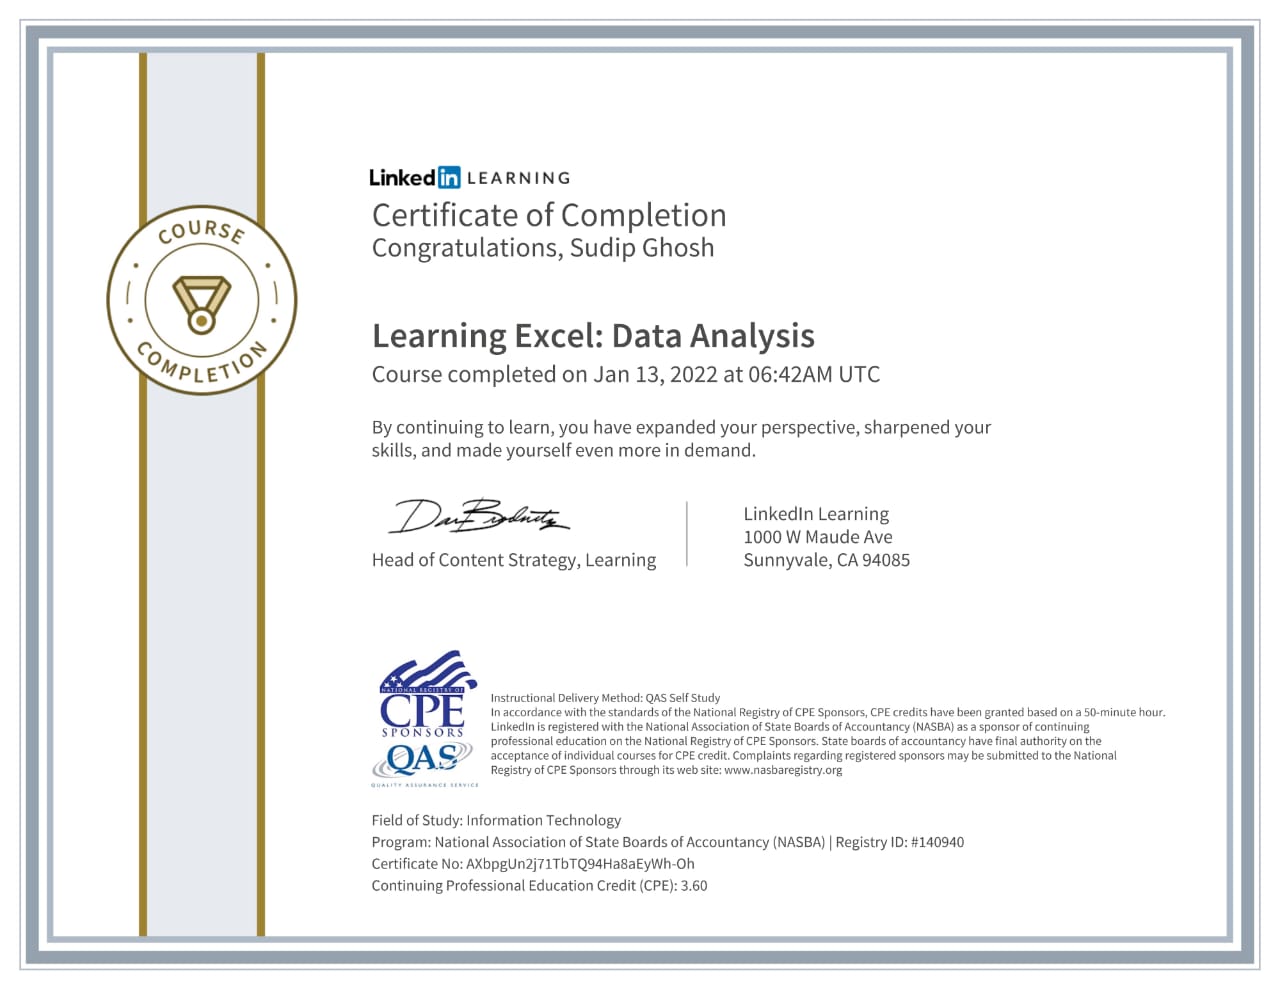 COURSE
COMPLETION
Linked in LEARNING
Certificate of Completion
Congratulations, Sudip Ghosh
Learning Excel: Data Analysis
Course completed on Jan 13, 2022 at 06:42AM UTC
By continuing to learn, you have expanded your perspective, sharpened your
skills, and made yourself even more in demand.
Head of Content Strategy, Learning
LinkedIn Learning
1000 W Maude Ave
Sunnyvale, CA 94085
NATIONAL REGISTRY OF
CPE
SPONSORS
QAS
QUALITY ASSURANCE SERVICE
Instructional Delivery Method: QAS Self Study
In accordance with the standards of the National Registry of CPE Sponsors, CPE credits have been granted based on a 50-minute hour.
LinkedIn is registered with the National Association of State Boards of Accountancy (NASBA) as a sponsor of continuing
professional education on the National Registry of CPE Sponsors. State boards of accountancy have final authority on the
acceptance of individual courses for CPE credit. Complaints regarding registered sponsors may be submitted to the National
Registry of CPE Sponsors through its web site: www.nasbaregistry.org
Field of Study: Information Technology
Program: National Association of State Boards of Accountancy (NASBA) | Registry ID: #140940
Certificate No: AXbpgUn2j71TbTQ94Ha8aEyWh-Oh
Continuing Professional Education Credit (CPE): 3.60